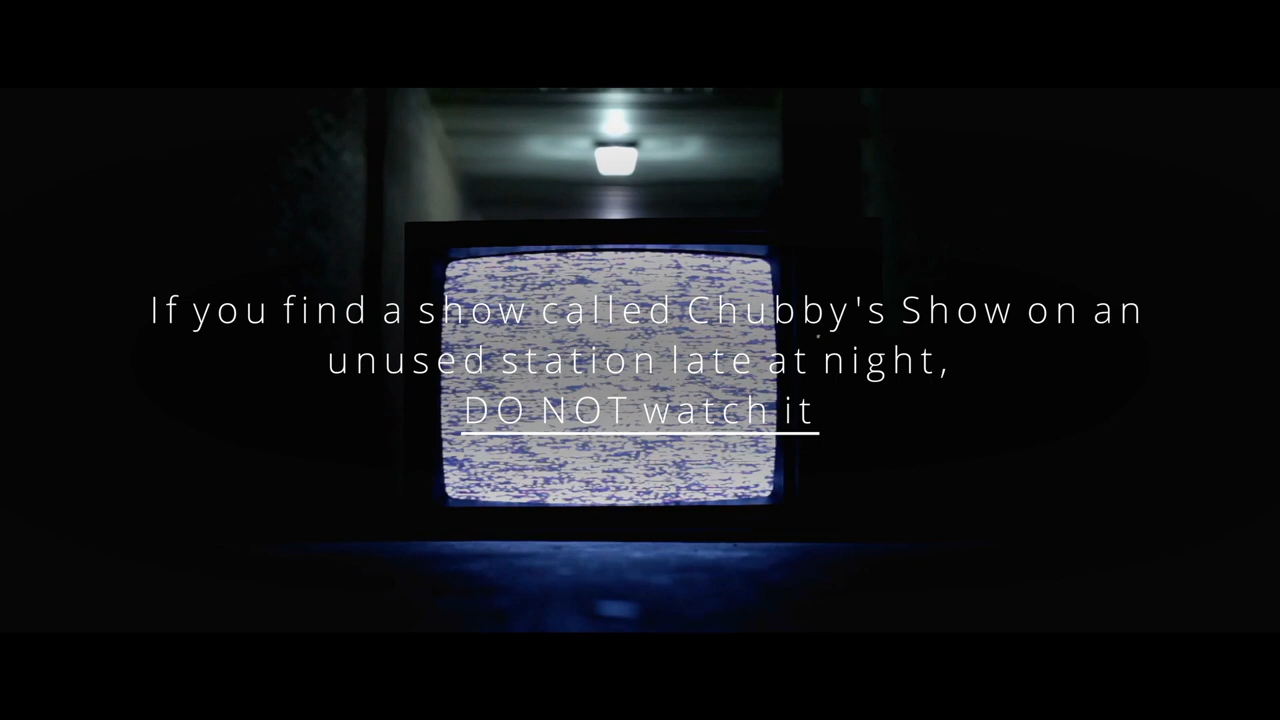 If you find a show called Chubby's Show on an
unused station late at night,
DO NOT watch it